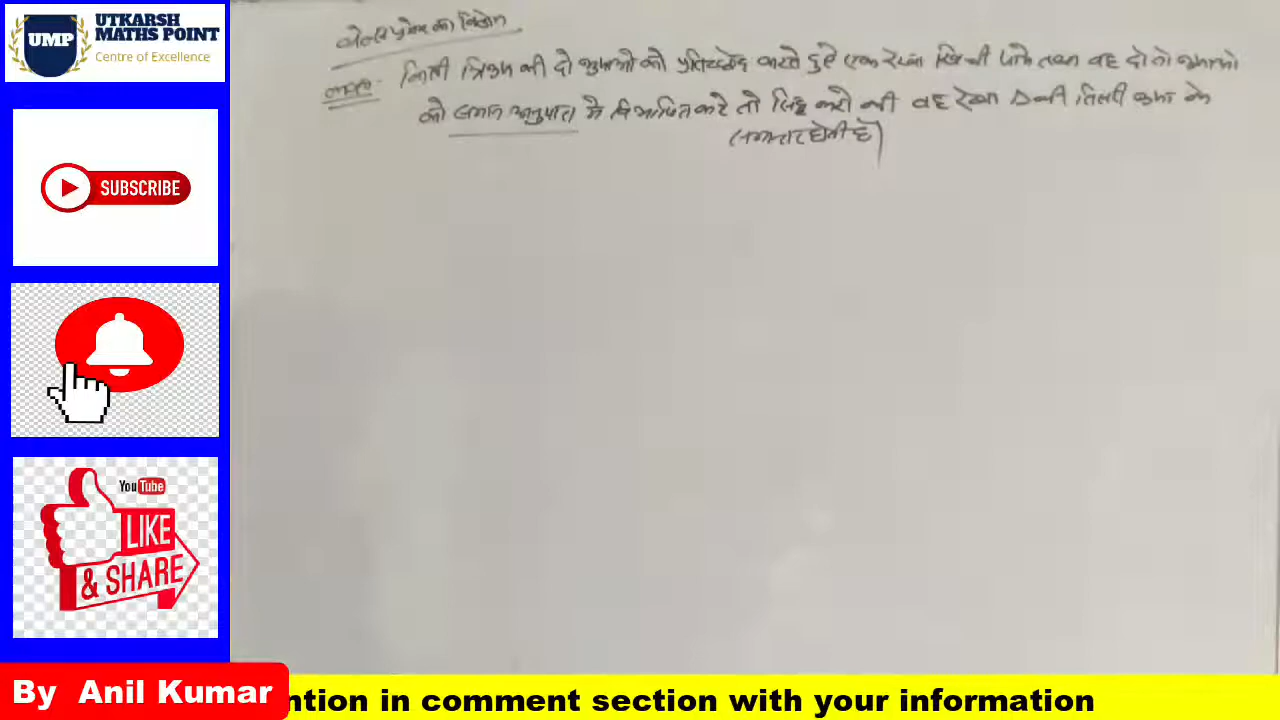 UTKARSH
MATHS POINT
UMP
Centre of Excellence
थेल्स प्रमेय का विलोम
किसी त्रिभुज की दो भुजाओं को प्रतिच्छेद करते हुए एक रेखा खिची जाये तथा वह दो नो भुजाओ
को समान अनुपात में विभाजित करे तो सिद्ध करो की वह रेखा Δ की तिसरी भुजा के
(समान्तर होती है)
SUBSCRIBE
YouTube
LIKE
& SHARE
By Anil Kumar
ntion in comment section with your information